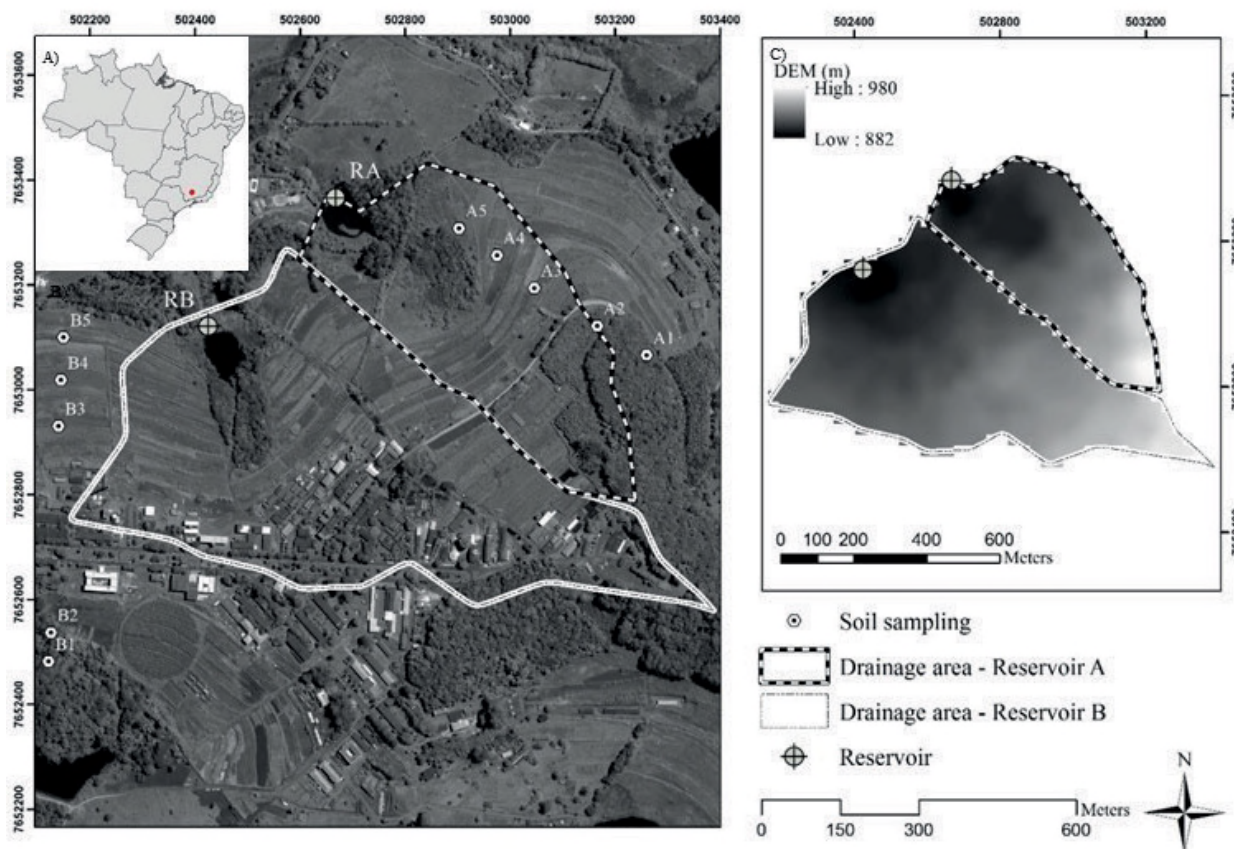 502200 502400 502600 502800 503000 503200 503400
7653600
7653400
7653200
7653000
7652800
7652600
7652400
7652200
A)
RA
A5
A4
A3
A2
A1
RB
B5
B4
B3
B2
B1
502400 502800 503200
C)
DEM (m)
High : 980
Low : 882
0 100 200 400 600
Meters
Soil sampling
Drainage area - Reservoir A
Drainage area - Reservoir B
Reservoir
N
Meters
0 150 300 600